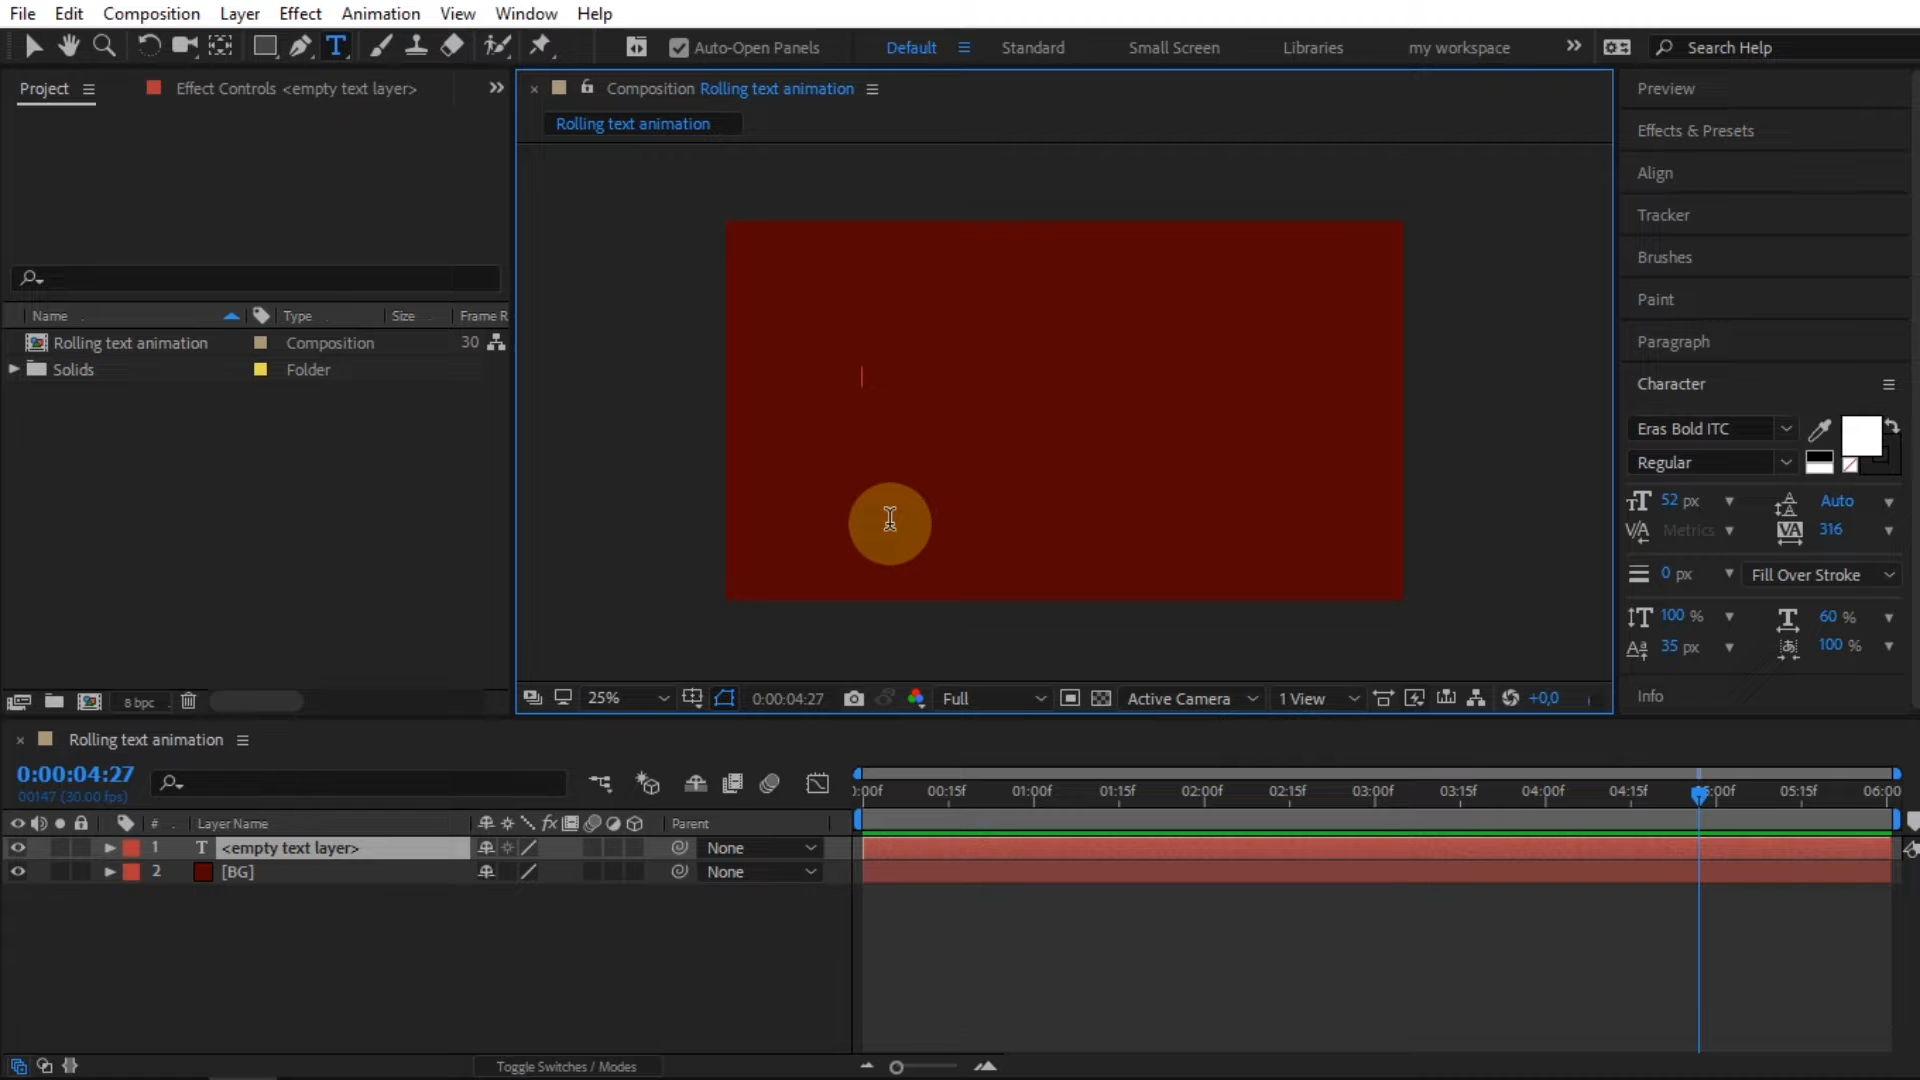 File Edit Composition Layer Effect Animation View Window Help
T Auto-Open Panels Default Standard Small Screen Libraries my workspace Search Help
Project Effect Controls <empty text layer>
Composition Rolling text animation
Rolling text animation
Name Type Size Frame R
Rolling text animation Composition 30
Solids Folder
8 bpc
25% 0:00:04:27 Full Active Camera 1 View +0,0
Preview
Effects & Presets
Align
Tracker
Brushes
Paint
Paragraph
Character
Eras Bold ITC
Regular
52 px Auto
Metrics 316
0 px Fill Over Stroke
100 % 60 %
35 px 100 %
Info
Rolling text animation
0:00:04:27
00147 (30.00 fps)
:00f 00:15f 01:00f 01:15f 02:00f 02:15f 03:00f 03:15f 04:00f 04:15f 05:15f 06:00
# Layer Name fx Parent
1 T <empty text layer> None
2 [BG] None
Toggle Switches / Modes